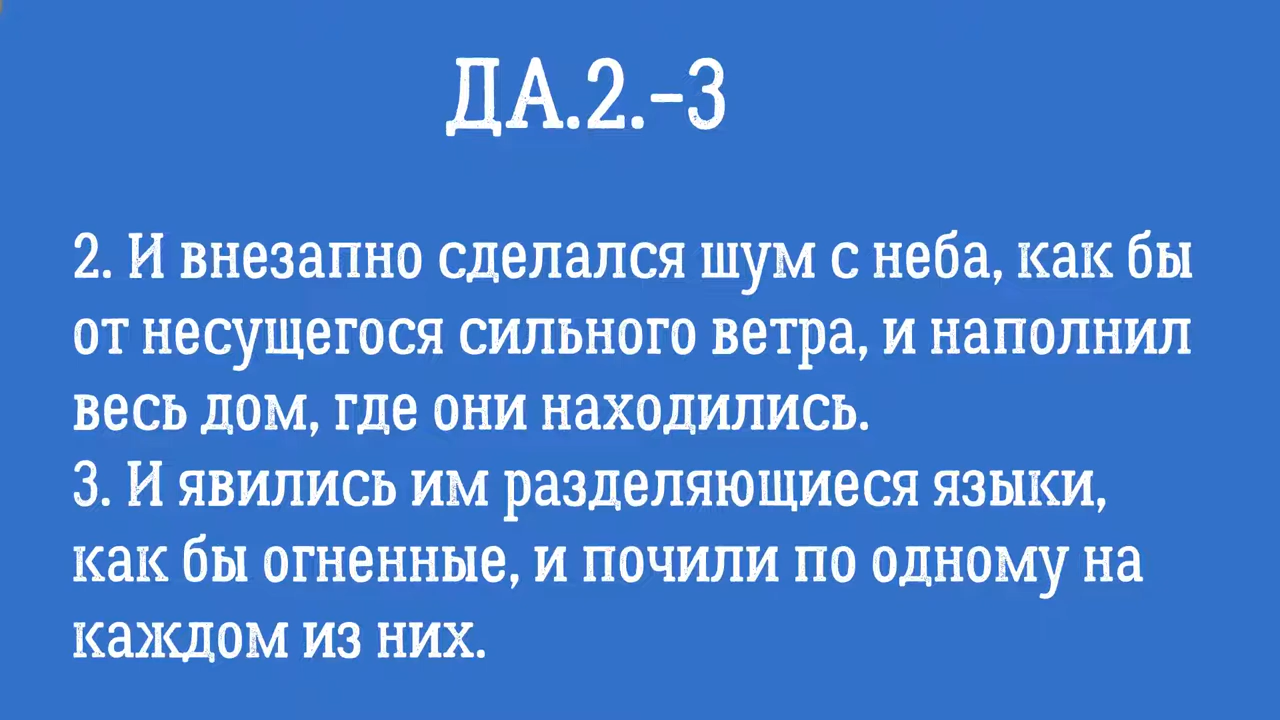 ДА.2.-3
2. И внезапно сделался шум с неба, как бы
от несущегося сильного ветра, и наполнил
весь дом, где они находились.
3. И явились им разделяющиеся языки,
как бы огненные, и почили по одному на
каждом из них.